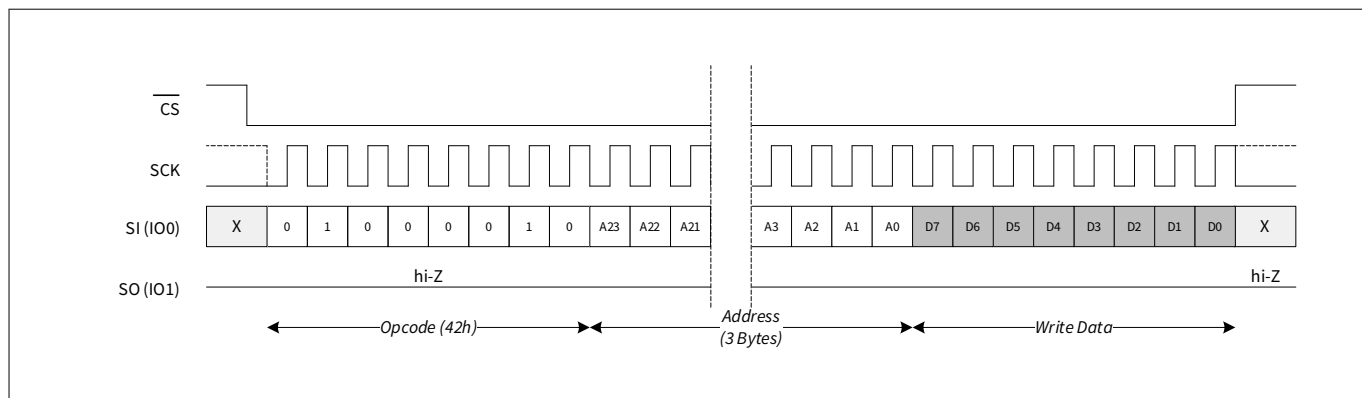 CS
SCK
SI (IO0) X 0 1 0 0 0 0 1 0 A23 A22 A21 A3 A2 A1 A0 D7 D6 D5 D4 D3 D2 D1 D0 X
hi-Z hi-Z
SO (IO1)
Opcode (42h) Address Write Data
(3 Bytes)